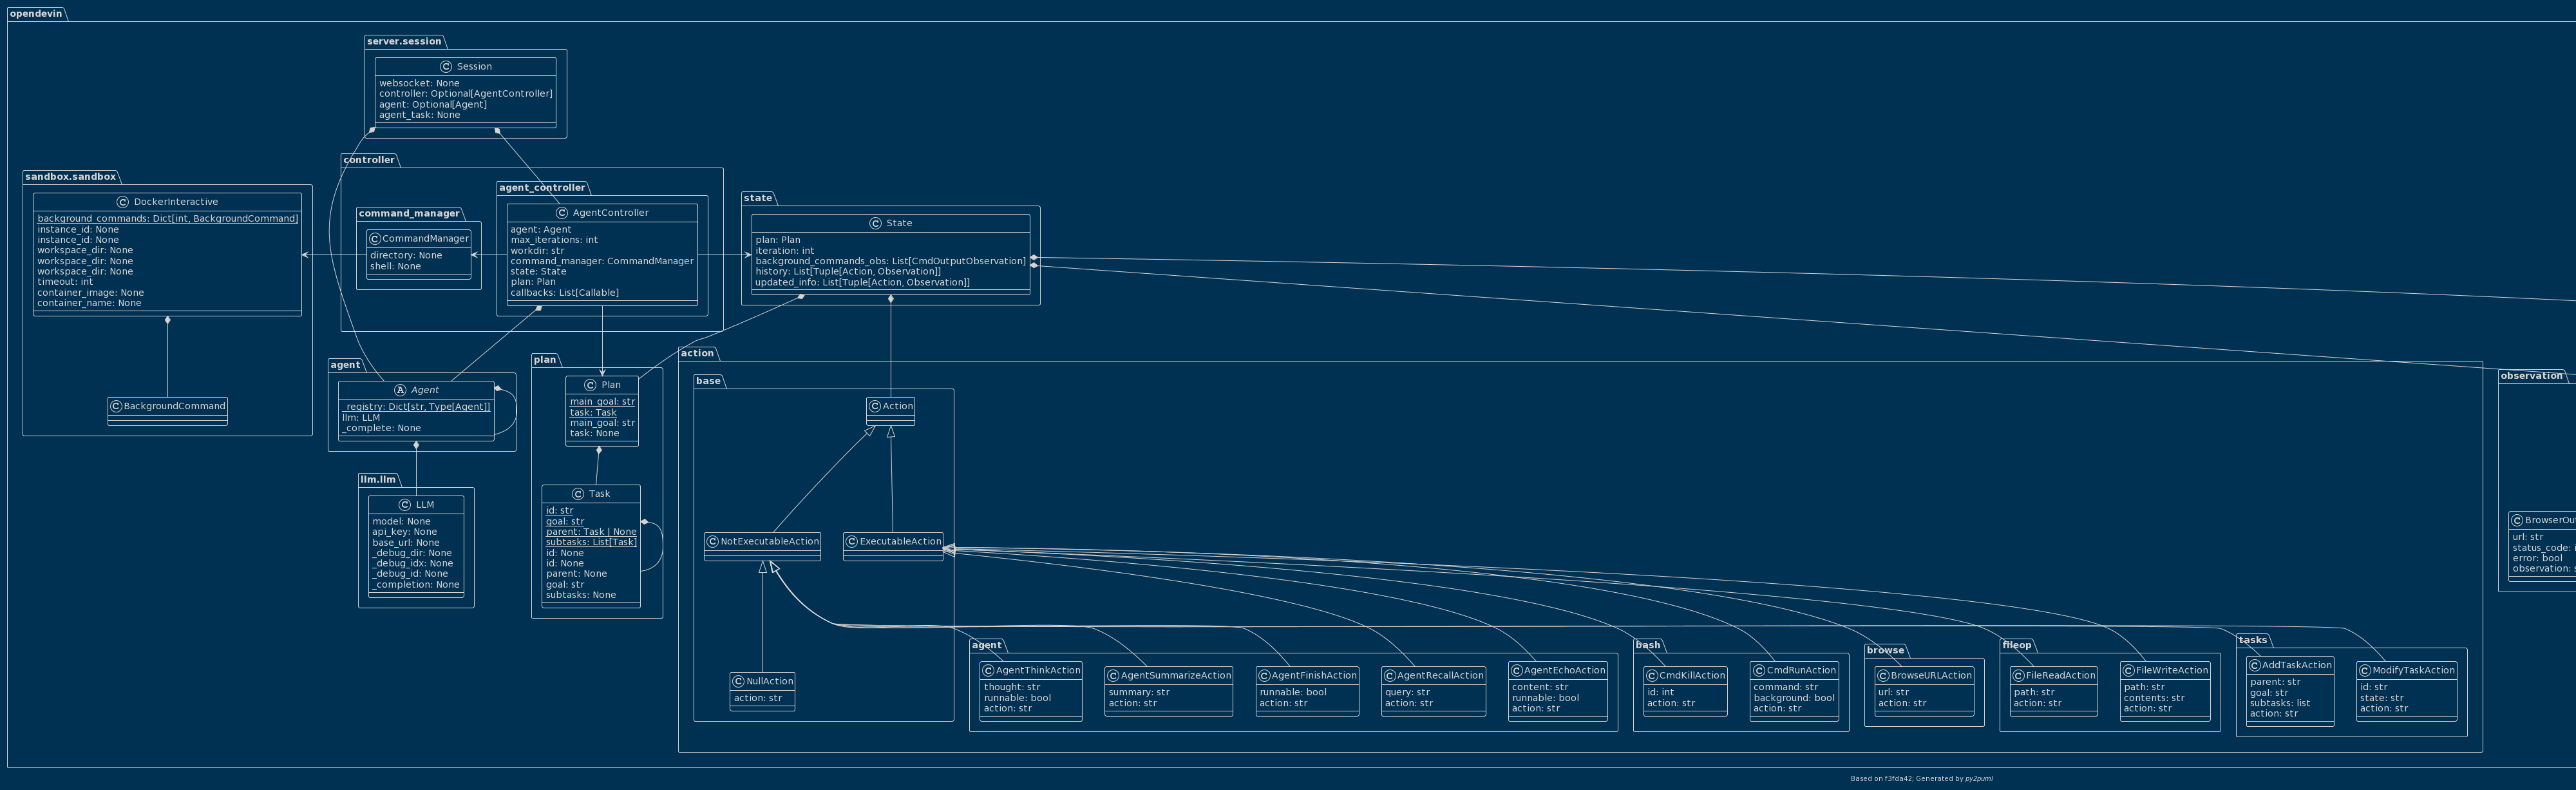 opendevin
server.session
C Session
websocket: None
controller: Optional[AgentController]
agent: Optional[Agent]
agent_task: None
controller
sandbox.sandbox
C DockerInteractive
background_commands: Dict[int, BackgroundCommand]
instance_id: None
instance_id: None
workspace_dir: None
workspace_dir: None
workspace_dir: None
timeout: int
container_image: None
container_name: None
C BackgroundCommand
command_manager
C CommandManager
directory: None
shell: None
agent_controller
C AgentController
agent: Agent
max_iterations: int
workdir: str
command_manager: CommandManager
state: State
plan: Plan
callbacks: List[Callable]
state
C State
plan: Plan
iteration: int
background_commands_obs: List[CmdOutputObservation]
history: List[Tuple[Action, Observation]]
updated_info: List[Tuple[Action, Observation]]
agent
A Agent
_registry: Dict[str, Type[Agent]]
llm: LLM
_complete: None
llm.llm
C LLM
model: None
api_key: None
base_url: None
_debug_dir: None
_debug_idx: None
_debug_id: None
_completion: None
plan
C Plan
main_goal: str
task: Task
main_goal: str
task: None
C Task
id: str
goal: str
parent: Task | None
subtasks: List[Task]
id: None
id: None
parent: None
goal: str
subtasks: None
action
base
C Action
C NotExecutableAction
C ExecutableAction
C NullAction
action: str
agent
C AgentThinkAction
thought: str
runnable: bool
action: str
C AgentSummarizeAction
summary: str
action: str
C AgentFinishAction
runnable: bool
action: str
C AgentRecallAction
query: str
action: str
C AgentEchoAction
content: str
runnable: bool
action: str
bash
C CmdKillAction
id: int
action: str
C CmdRunAction
command: str
background: bool
action: str
browse
C BrowseURLAction
url: str
action: str
fileop
C FileReadAction
path: str
action: str
C FileWriteAction
path: str
contents: str
action: str
tasks
C AddTaskAction
parent: str
goal: str
subtasks: list
action: str
C ModifyTaskAction
id: str
state: str
action: str
observation
C BrowserOu
url: str
status_code:
error: bool
observation:
Based on f3fda42; Generated by py2puml